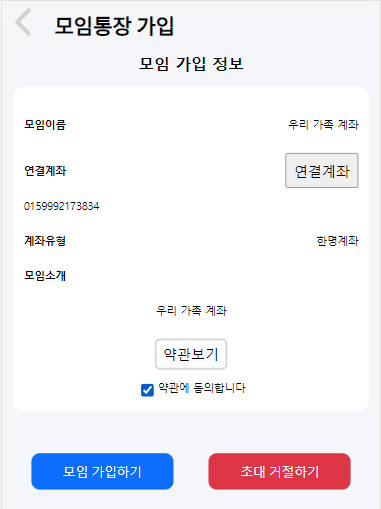 모임통장 가입
모임 가입 정보
모임이름 우리 가족 계좌
연결계좌 연결계좌
0159992173834
계좌유형 한명계좌
모임소개
우리 가족 계좌
약관보기
약관에 동의합니다
모임 가입하기 초대 거절하기